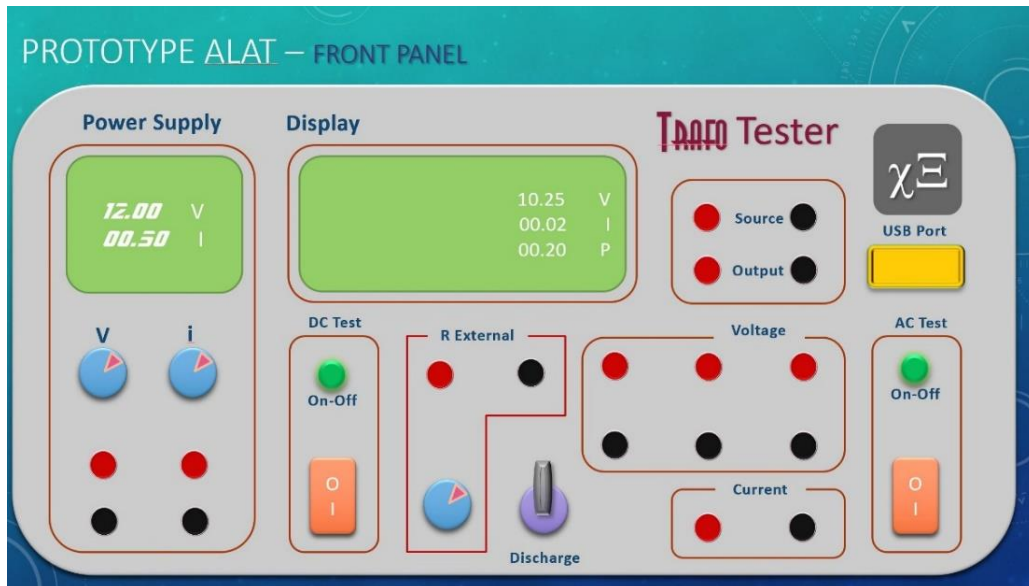 PROTOTYPE ALAT – FRONT PANEL
Power Supply
Display
TRAFO Tester
χΞ
12.00 V
00.50 I
10.25 V
00.02 I
00.20 P
Source
Output
USB Port
V
i
DC Test
On-Off
O
I
R External
Discharge
Voltage
Current
AC Test
On-Off
O
I